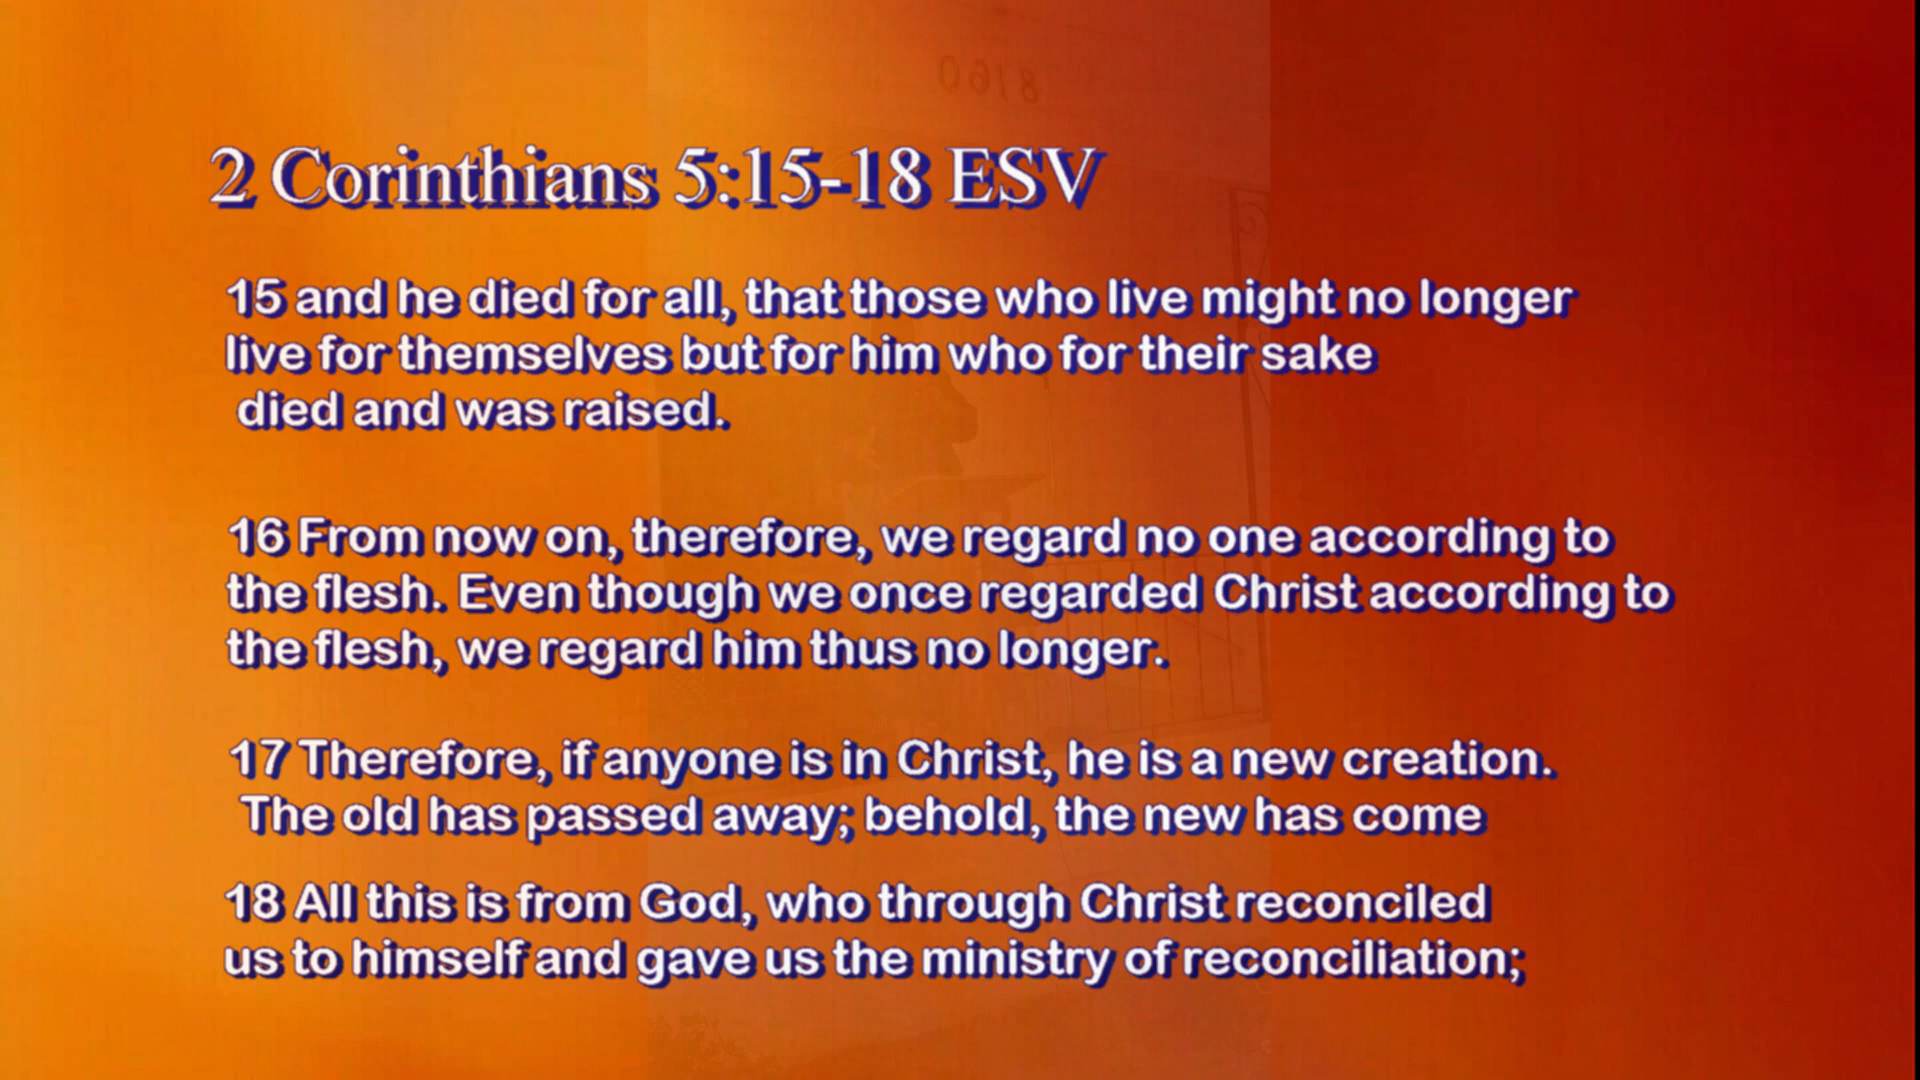 2 Corinthians 5:15-18 ESV
15 and he died for all, that those who live might no longer
live for themselves but for him who for their sake
died and was raised.
16 From now on, therefore, we regard no one according to
the flesh. Even though we once regarded Christ according to
the flesh, we regard him thus no longer.
17 Therefore, if anyone is in Christ, he is a new creation.
The old has passed away; behold, the new has come
18 All this is from God, who through Christ reconciled
us to himself and gave us the ministry of reconciliation;